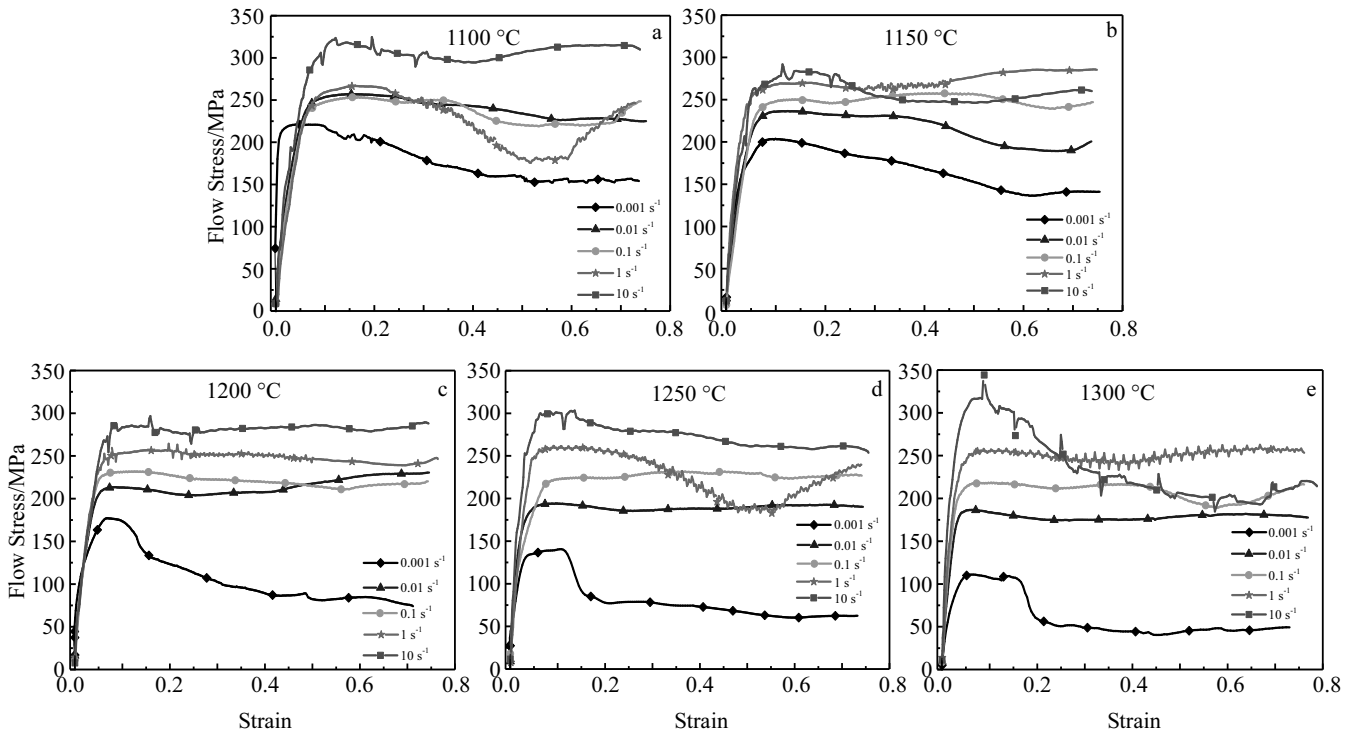 1100 °C
a
Flow Stress/MPa
350
300
250
200
150
100
50
0
0.0 0.2 0.4 0.6 0.8
0.001 s⁻¹
0.01 s⁻¹
0.1 s⁻¹
1 s⁻¹
10 s⁻¹
1150 °C
b
350
300
250
200
150
100
50
0
0.0 0.2 0.4 0.6 0.8
0.001 s⁻¹
0.01 s⁻¹
0.1 s⁻¹
1 s⁻¹
10 s⁻¹
1200 °C
c
Flow Stress/MPa
350
300
250
200
150
100
50
0
0.0 0.2 0.4 0.6 0.8
Strain
0.001 s⁻¹
0.01 s⁻¹
0.1 s⁻¹
1 s⁻¹
10 s⁻¹
1250 °C
d
350
300
250
200
150
100
50
0
0.0 0.2 0.4 0.6 0.8
Strain
0.001 s⁻¹
0.01 s⁻¹
0.1 s⁻¹
1 s⁻¹
10 s⁻¹
1300 °C
e
350
300
250
200
150
100
50
0
0.0 0.2 0.4 0.6 0.8
Strain
0.001 s⁻¹
0.01 s⁻¹
0.1 s⁻¹
1 s⁻¹
10 s⁻¹